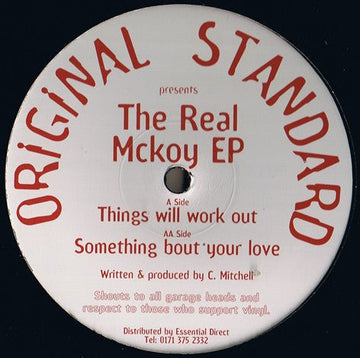 ORiGiNAL STANDARD
presents
The Real
Mckoy EP
A Side
Things will work out
AA Side
Something bout your love
Written & produced by C. Mitchell
Shouts to all garage heads and
respect to those who support vinyl.
Distributed by Essential Direct
Tel: 0171 375 2332